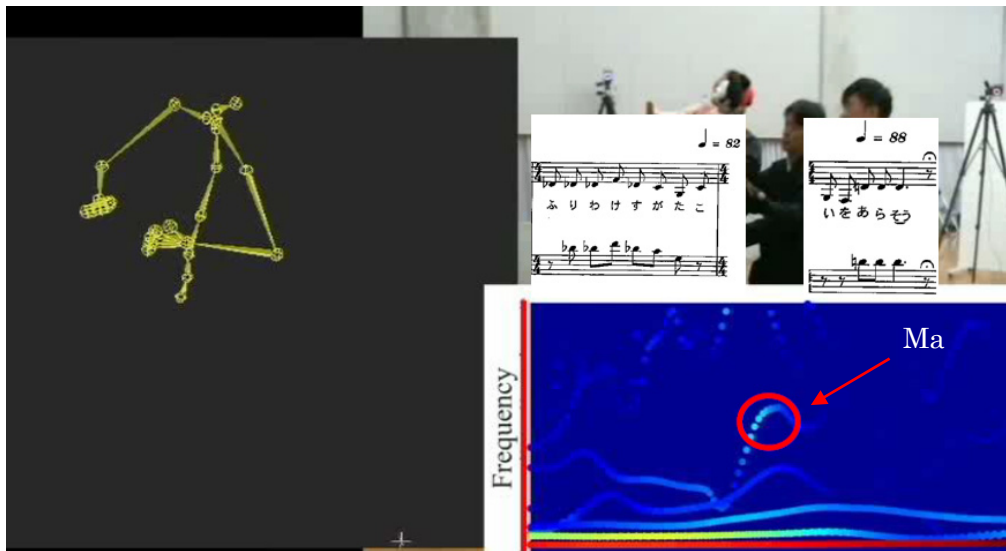 ♩ = 82
ふりわけすがたこ
♩ = 88
いをあらそう
Ma
Frequency